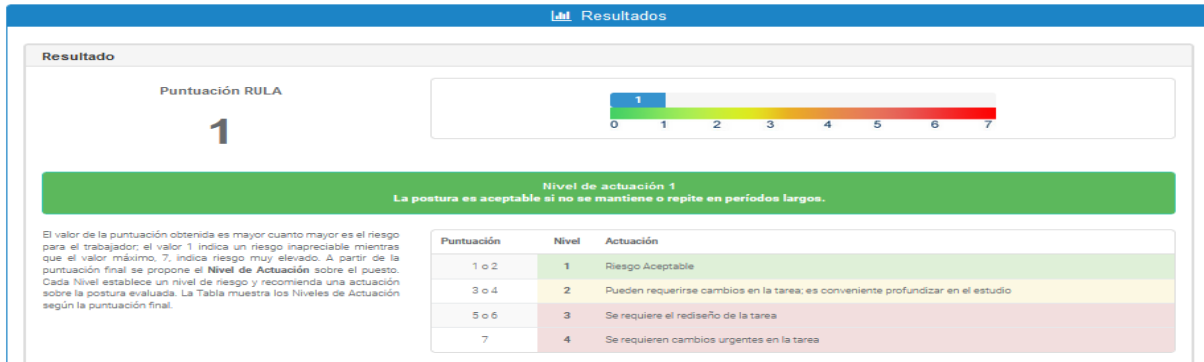 Resultados
Resultado
Puntuación RULA
1
1
0 1 2 3 4 5 6 7
Nivel de actuación 1
La postura es aceptable si no se mantiene o repite en períodos largos.
El valor de la puntuación obtenida es mayor cuanto mayor es el riesgo
para el trabajador; el valor 1 indica un riesgo inapreciable mientras
que el valor máximo, 7, indica riesgo muy elevado. A partir de la
puntuación final se propone el Nivel de Actuación sobre el puesto.
Cada Nivel establece un nivel de riesgo y recomienda una actuación
sobre la postura evaluada. La Tabla muestra los Niveles de Actuación
según la puntuación final.
Puntuación Nivel Actuación
1 o 2 1 Riesgo Aceptable
3 o 4 2 Pueden requerirse cambios en la tarea; es conveniente profundizar en el estudio
5 o 6 3 Se requiere el rediseño de la tarea
7 4 Se requieren cambios urgentes en la tarea